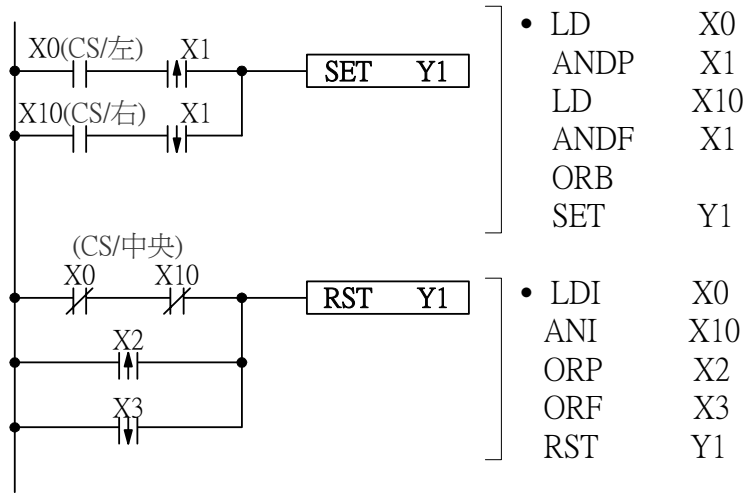 X0(CS/左) X1
SET Y1
X10(CS/右) X1
(CS/中央)
X0 X10
RST Y1
X2
X3
• LD X0
ANDP X1
LD X10
ANDF X1
ORB
SET Y1
• LDI X0
ANI X10
ORP X2
ORF X3
RST Y1